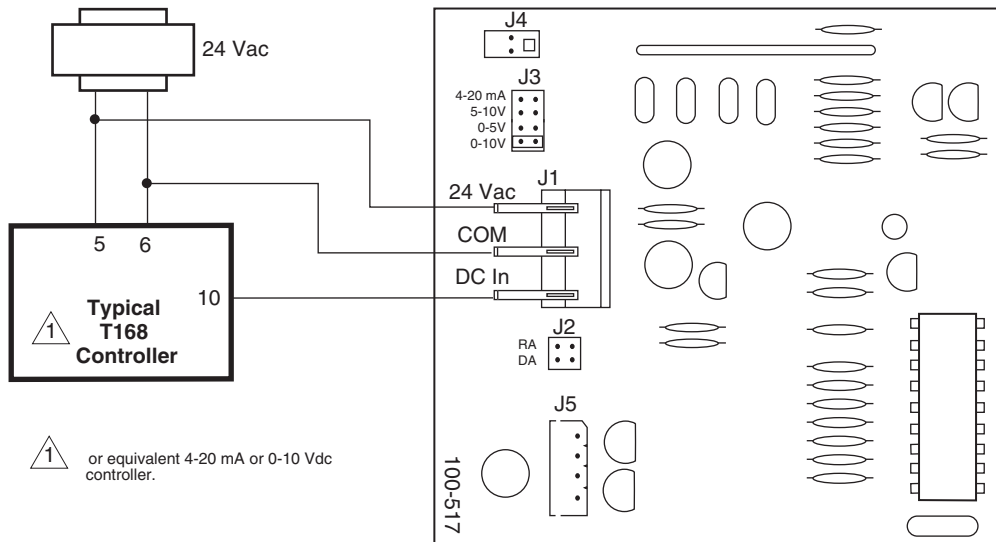 24 Vac
J4
J3
4-20 mA
5-10V
0-5V
0-10V
J1
24 Vac
COM
DC In
5
6
10
Typical
T168
Controller
1
J2
RA
DA
J5
1
or equivalent 4-20 mA or 0-10 Vdc
controller.
100-517